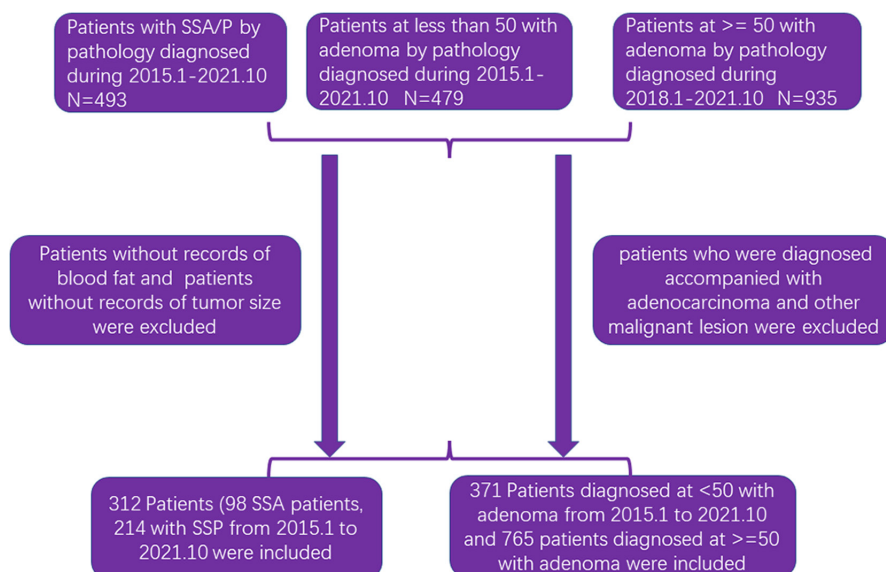 Patients with SSA/P by
pathology diagnosed
during 2015.1-2021.10
N=493
Patients at less than 50 with
adenoma by pathology
diagnosed during 2015.1-
2021.10 N=479
Patients at >= 50 with
adenoma by pathology
diagnosed during
2018.1-2021.10 N=935
Patients without records of
blood fat and patients
without records of tumor size
were excluded
patients who were diagnosed
accompanied with
adenocarcinoma and other
malignant lesion were excluded
312 Patients (98 SSA patients,
214 with SSP from 2015.1 to
2021.10 were included
371 Patients diagnosed at <50 with
adenoma from 2015.1 to 2021.10
and 765 patients diagnosed at >=50
with adenoma were included